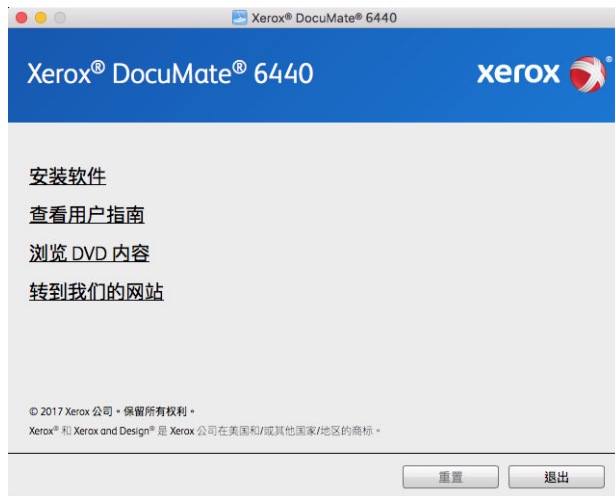 Xerox® DocuMate® 6440
Xerox® DocuMate® 6440
xerox®
安装软件
查看用户指南
浏览 DVD 内容
转到我们的网站
© 2017 Xerox 公司。保留所有权利。
Xerox® 和 Xerox and Design® 是 Xerox 公司在美国和/或其他国家/地区的商标。
重置 退出